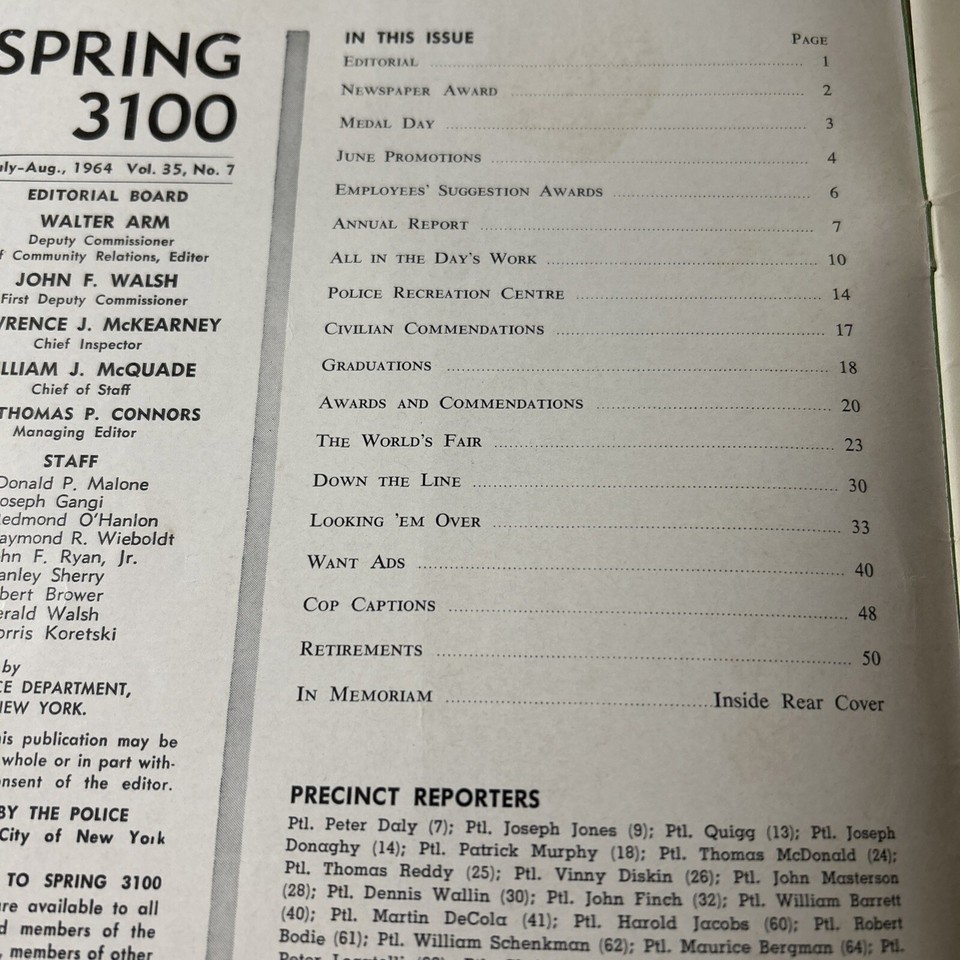 SPRING
3100
Aug., 1964 Vol. 35, No. 7
EDITORIAL BOARD
WALTER ARM
Deputy Commissioner
Community Relations, Editor
JOHN F. WALSH
First Deputy Commissioner
J. McKEARNEY
Chief Inspector
J. McQUADE
Chief of Staff
THOMAS P. CONNORS
Managing Editor
STAFF
Donald P. Malone
Gangi
O'Hanlon
R. Wieboldt
F. Ryan, Jr.
Sherry
Brower
Walsh
Koretski
by
DEPARTMENT,
YORK.
publication may be
whole or in part with-
of the editor.
BY THE POLICE
City of New York
TO SPRING 3100
are available to all
members of the
members of other
IN THIS ISSUE PAGE
EDITORIAL 1
NEWSPAPER AWARD 2
MEDAL DAY 3
JUNE PROMOTIONS 4
EMPLOYEES' SUGGESTION AWARDS 6
ANNUAL REPORT 7
ALL IN THE DAY'S WORK 10
POLICE RECREATION CENTRE 14
CIVILIAN COMMENDATIONS 17
GRADUATIONS 18
AWARDS AND COMMENDATIONS 20
THE WORLD'S FAIR 23
DOWN THE LINE 30
LOOKING 'EM OVER 33
WANT ADS 40
COP CAPTIONS 48
RETIREMENTS 50
IN MEMORIAM Inside Rear Cover
PRECINCT REPORTERS
Ptl. Peter Daly (7); Ptl. Joseph Jones (9); Ptl. Quigg (13); Ptl. Joseph
Donaghy (14); Ptl. Patrick Murphy (18); Ptl. Thomas McDonald (24);
Ptl. Thomas Reddy (25); Ptl. Vinny Diskin (26); Ptl. John Masterson
(28); Ptl. Dennis Wallin (30); Ptl. John Finch (32); Ptl. William Barrett
(40); Ptl. Martin DeCola (41); Ptl. Harold Jacobs (60); Ptl. Robert
Bodie (61); Ptl. William Schenkman (62); Ptl. Maurice Bergman (64); Ptl.